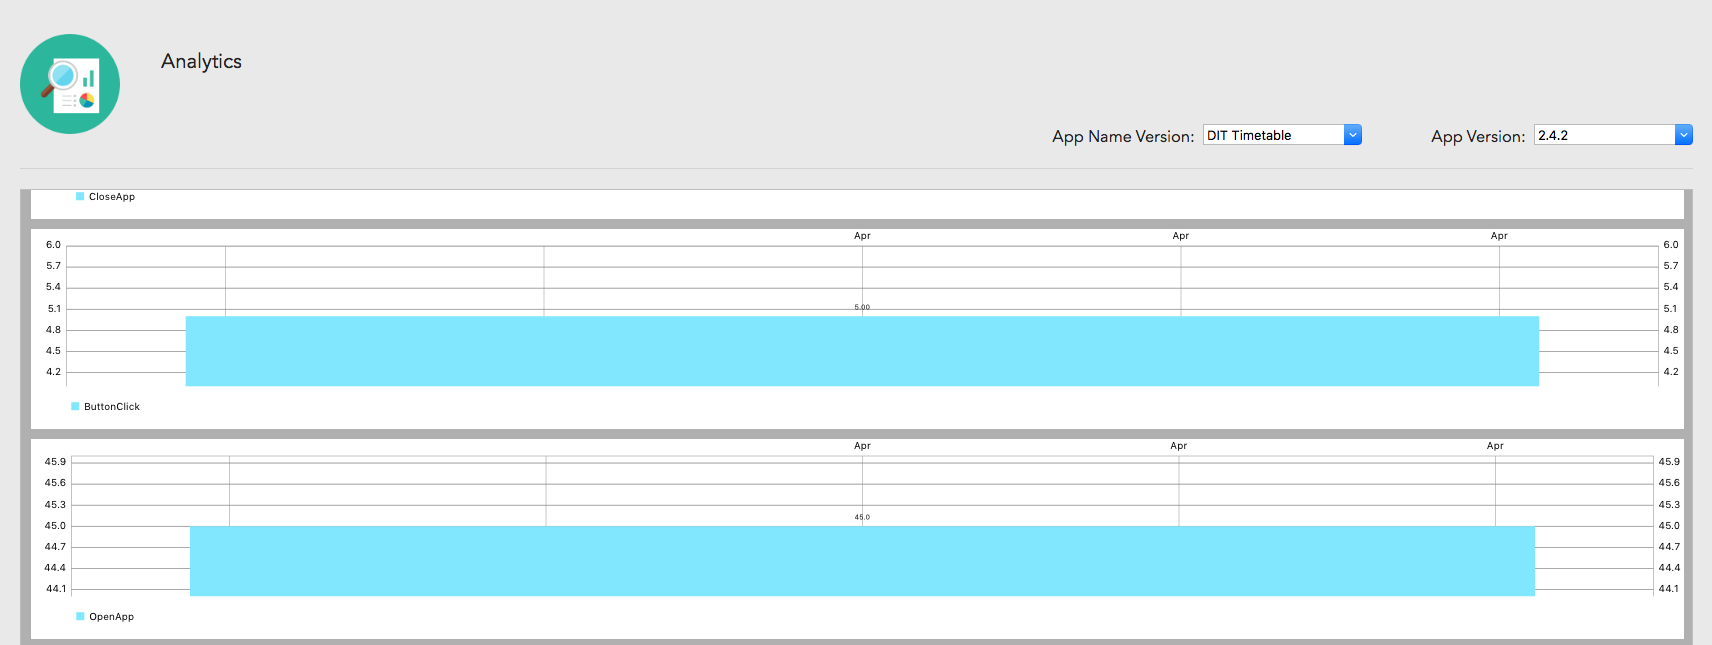 Analytics
App Name Version: DIT Timetable App Version: 2.4.2
CloseApp
Apr Apr Apr
6.0 6.0
5.7 5.7
5.4 5.4
5.1 5.00 5.1
4.8 4.8
4.5 4.5
4.2 4.2
ButtonClick
Apr Apr Apr
45.9 45.9
45.6 45.6
45.3 45.3
45.0
45.0 45.0
44.7 44.7
44.4 44.4
44.1 44.1
OpenApp